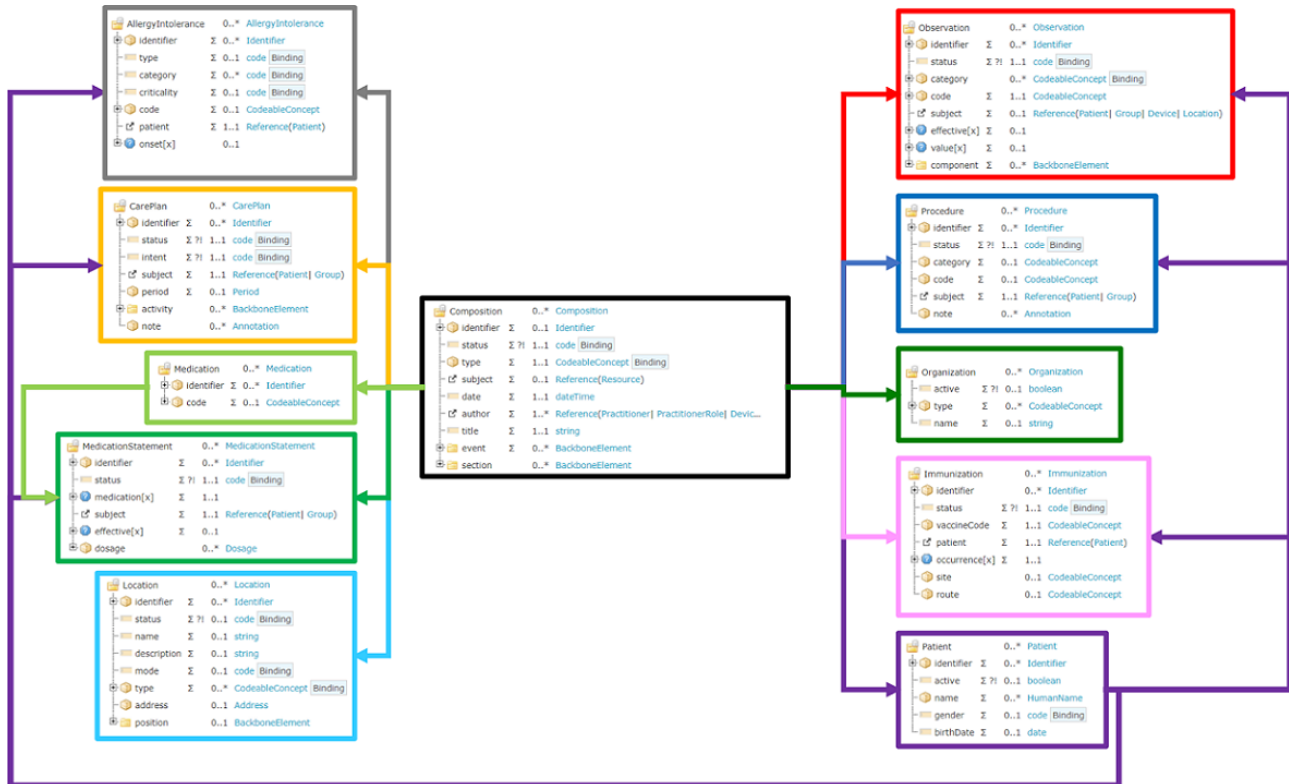 AllergyIntolerance 0..* AllergyIntolerance
identifier Σ 0..* Identifier
type Σ 0..1 code Binding
category Σ 0..* code Binding
criticality Σ 0..1 code Binding
code Σ 0..1 CodeableConcept
patient Σ 1..1 Reference(Patient)
onset[x] 0..1
CarePlan 0..* CarePlan
identifier Σ 0..* Identifier
status Σ ?! 1..1 code Binding
intent Σ ?! 1..1 code Binding
subject Σ 1..1 Reference(Patient| Group)
period Σ 0..1 Period
activity 0..* BackboneElement
note 0..* Annotation
Medication 0..* Medication
identifier Σ 0..* Identifier
code Σ 0..1 CodeableConcept
MedicationStatement 0..* MedicationStatement
identifier Σ 0..* Identifier
status Σ ?! 1..1 code Binding
medication[x] Σ 1..1
subject Σ 1..1 Reference(Patient| Group)
effective[x] Σ 0..1
dosage 0..* Dosage
Location 0..* Location
identifier Σ 0..* Identifier
status Σ ?! 0..1 code Binding
name Σ 0..1 string
description Σ 0..1 string
mode Σ 0..1 code Binding
type Σ 0..* CodeableConcept Binding
address 0..1 Address
position 0..1 BackboneElement
Composition 0..* Composition
identifier Σ 0..1 Identifier
status Σ ?! 1..1 code Binding
type Σ 1..1 CodeableConcept Binding
subject Σ 0..1 Reference(Resource)
date Σ 1..1 dateTime
author Σ 1..* Reference(Practitioner| PractitionerRole| Devic...
title Σ 1..1 string
event Σ 0..* BackboneElement
section 0..* BackboneElement
Observation 0..* Observation
identifier Σ 0..* Identifier
status Σ ?! 1..1 code Binding
category 0..* CodeableConcept Binding
code Σ 1..1 CodeableConcept
subject Σ 0..1 Reference(Patient| Group| Device| Location)
effective[x] Σ 0..1
value[x] Σ 0..1
component Σ 0..* BackboneElement
Procedure 0..* Procedure
identifier Σ 0..* Identifier
status Σ ?! 1..1 code Binding
category Σ 0..1 CodeableConcept
code Σ 0..1 CodeableConcept
subject Σ 1..1 Reference(Patient| Group)
note 0..* Annotation
Organization 0..* Organization
active Σ ?! 0..1 boolean
type Σ 0..* CodeableConcept
name Σ 0..1 string
Immunization 0..* Immunization
identifier 0..* Identifier
status Σ ?! 1..1 code Binding
vaccineCode Σ 1..1 CodeableConcept
patient Σ 1..1 Reference(Patient)
occurrence[x] Σ 1..1
site 0..1 CodeableConcept
route 0..1 CodeableConcept
Patient 0..* Patient
identifier Σ 0..* Identifier
active Σ ?! 0..1 boolean
name Σ 0..* HumanName
gender Σ 0..1 code Binding
birthDate Σ 0..1 date